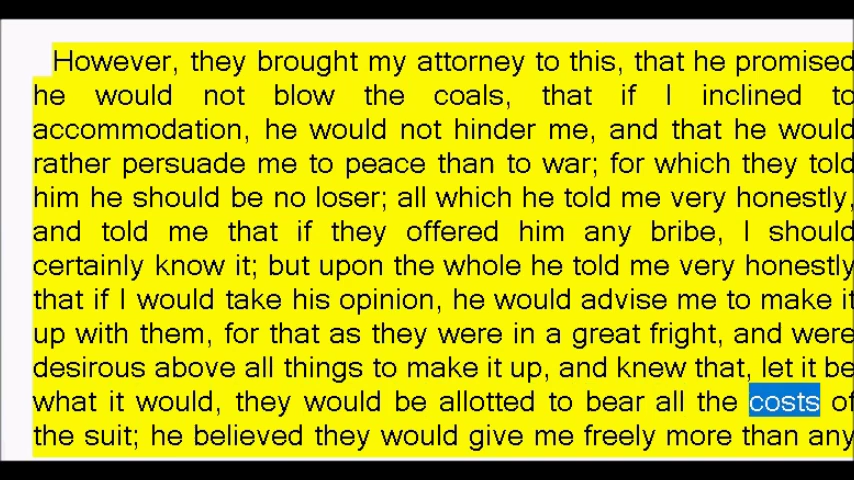 However, they brought my attorney to this, that he promised
he would not blow the coals, that if I inclined to
accommodation, he would not hinder me, and that he would
rather persuade me to peace than to war; for which they told
him he should be no loser; all which he told me very honestly,
and told me that if they offered him any bribe, I should
certainly know it; but upon the whole he told me very honestly
that if I would take his opinion, he would advise me to make it
up with them, for that as they were in a great fright, and were
desirous above all things to make it up, and knew that, let it be
what it would, they would be allotted to bear all the costs of
the suit; he believed they would give me freely more than any